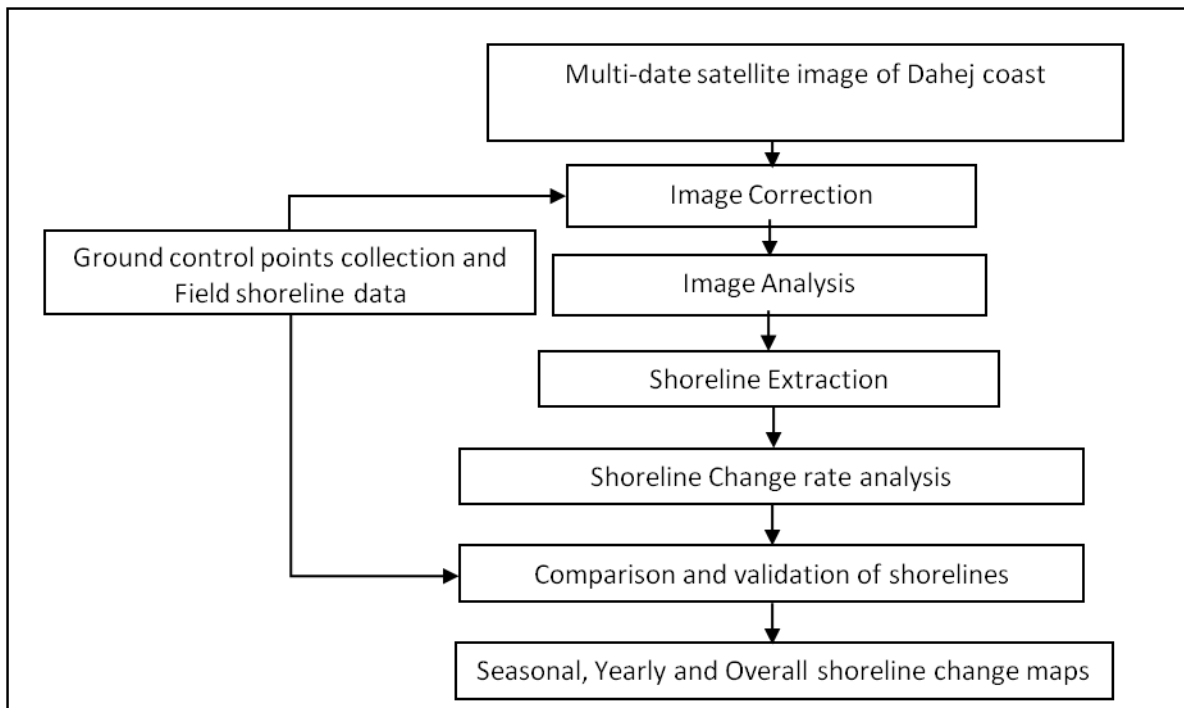 Multi-date satellite image of Dahej coast
Image Correction
Ground control points collection and
Field shoreline data
Image Analysis
Shoreline Extraction
Shoreline Change rate analysis
Comparison and validation of shorelines
Seasonal, Yearly and Overall shoreline change maps